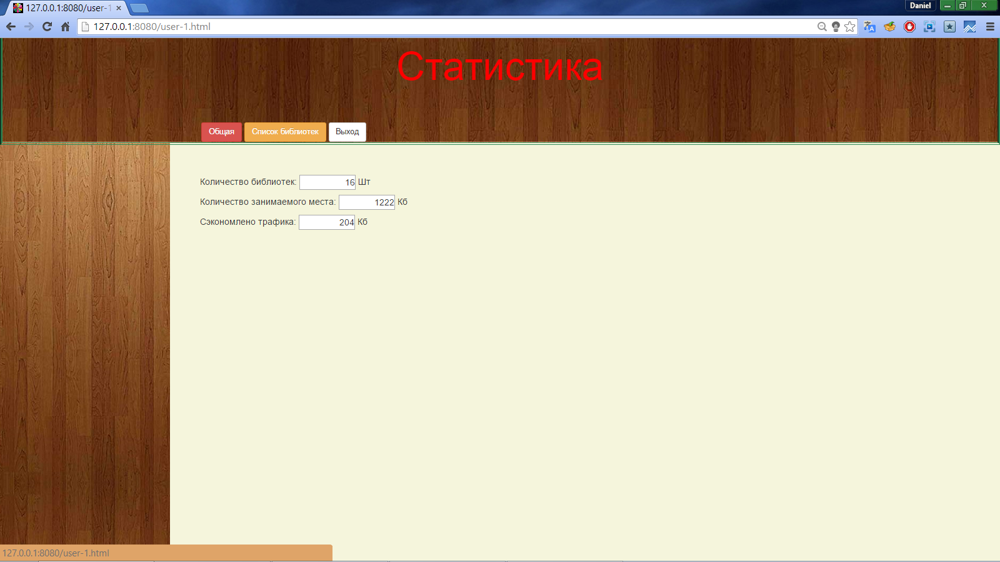 127.0.0.1:8080/user-1
Daniel
127.0.0.1:8080/user-1.html
Статистика
Общая Список библиотек Выход
Количество библиотек: 16 Шт
Количество занимаемого места: 1222 Кб
Сэкономлено трафика: 204 Кб
127.0.0.1:8080/user-1.html